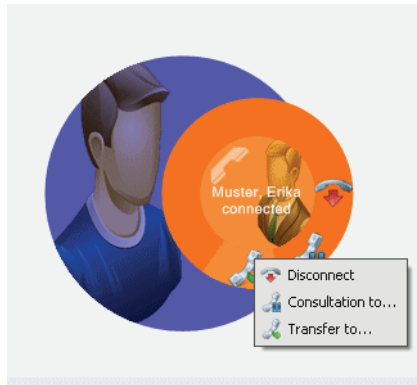 Muster, Erika
connected
Disconnect
Consultation to...
Transfer to...